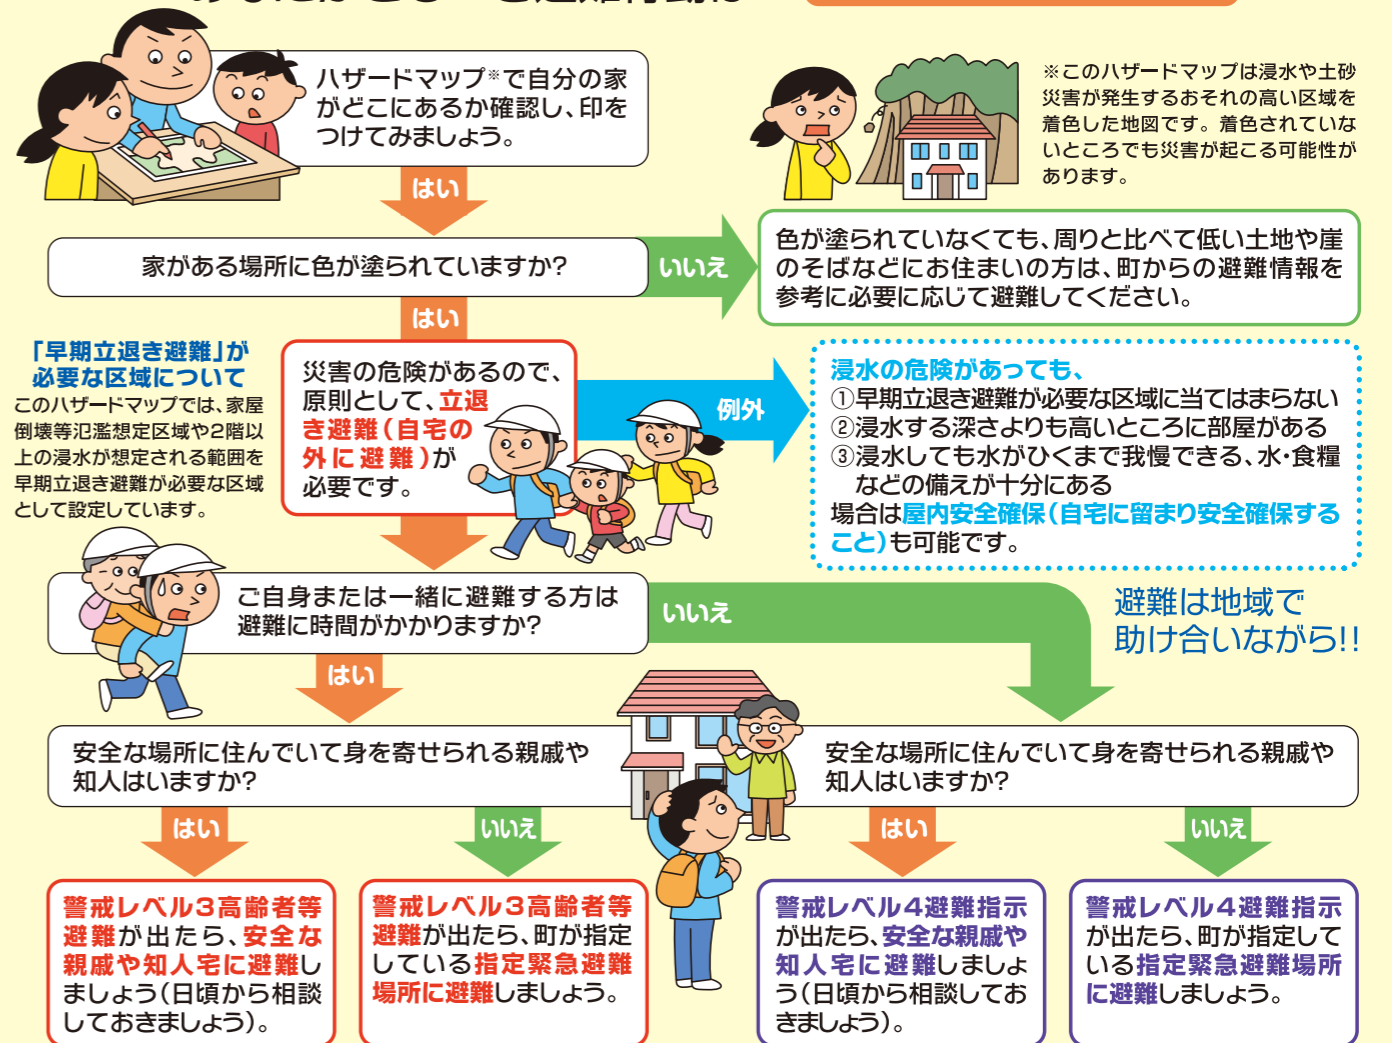 ハザードマップ※で自分の家
がどこにあるか確認し、印を
つけてみましょう。
※このハザードマップは浸水や土砂
災害が発生するおそれの高い区域を
着色した地図です。着色されていな
いところでも災害が起こる可能性が
あります。
はい
家がある場所に色が塗られていますか?
いいえ
色が塗られていなくても、周りと比べて低い土地や崖
のそばなどにお住まいの方は、町からの避難情報を
参考に必要に応じて避難してください。
はい
「早期立退き避難」が
必要な区域について
このハザードマップでは、家屋
倒壊等氾濫想定区域や2階以
上の浸水が想定される範囲を
早期立退き避難が必要な区域
として設定しています。
災害の危険があるので、
原則として、立退
き避難(自宅の
外に避難)が
必要です。
例外
浸水の危険があっても、
①早期立退き避難が必要な区域に当てはまらない
②浸水する深さよりも高いところに部屋がある
③浸水しても水がひくまで我慢できる、水・食糧
などの備えが十分にある
場合は屋内安全確保(自宅に留まり安全確保する
こと)も可能です。
ご自身または一緒に避難する方は
避難に時間がかかりますか?
いいえ
避難は地域で
助け合いながら!!
はい
安全な場所に住んでいて身を寄せられる親戚や
知人はいますか?
安全な場所に住んでいて身を寄せられる親戚や
知人はいますか?
はい
いいえ
はい
いいえ
警戒レベル3高齢者等
避難が出たら、安全な
親戚や知人宅に避難し
ましょう(日頃から相談
しておきましょう)。
警戒レベル3高齢者等
避難が出たら、町が指定
している指定緊急避難
場所に避難しましょう。
警戒レベル4避難指示
が出たら、安全な親戚や
知人宅に避難しましょ
う(日頃から相談してお
きましょう)。
警戒レベル4避難指示
が出たら、町が指定して
いる指定緊急避難場所
に避難しましょう。